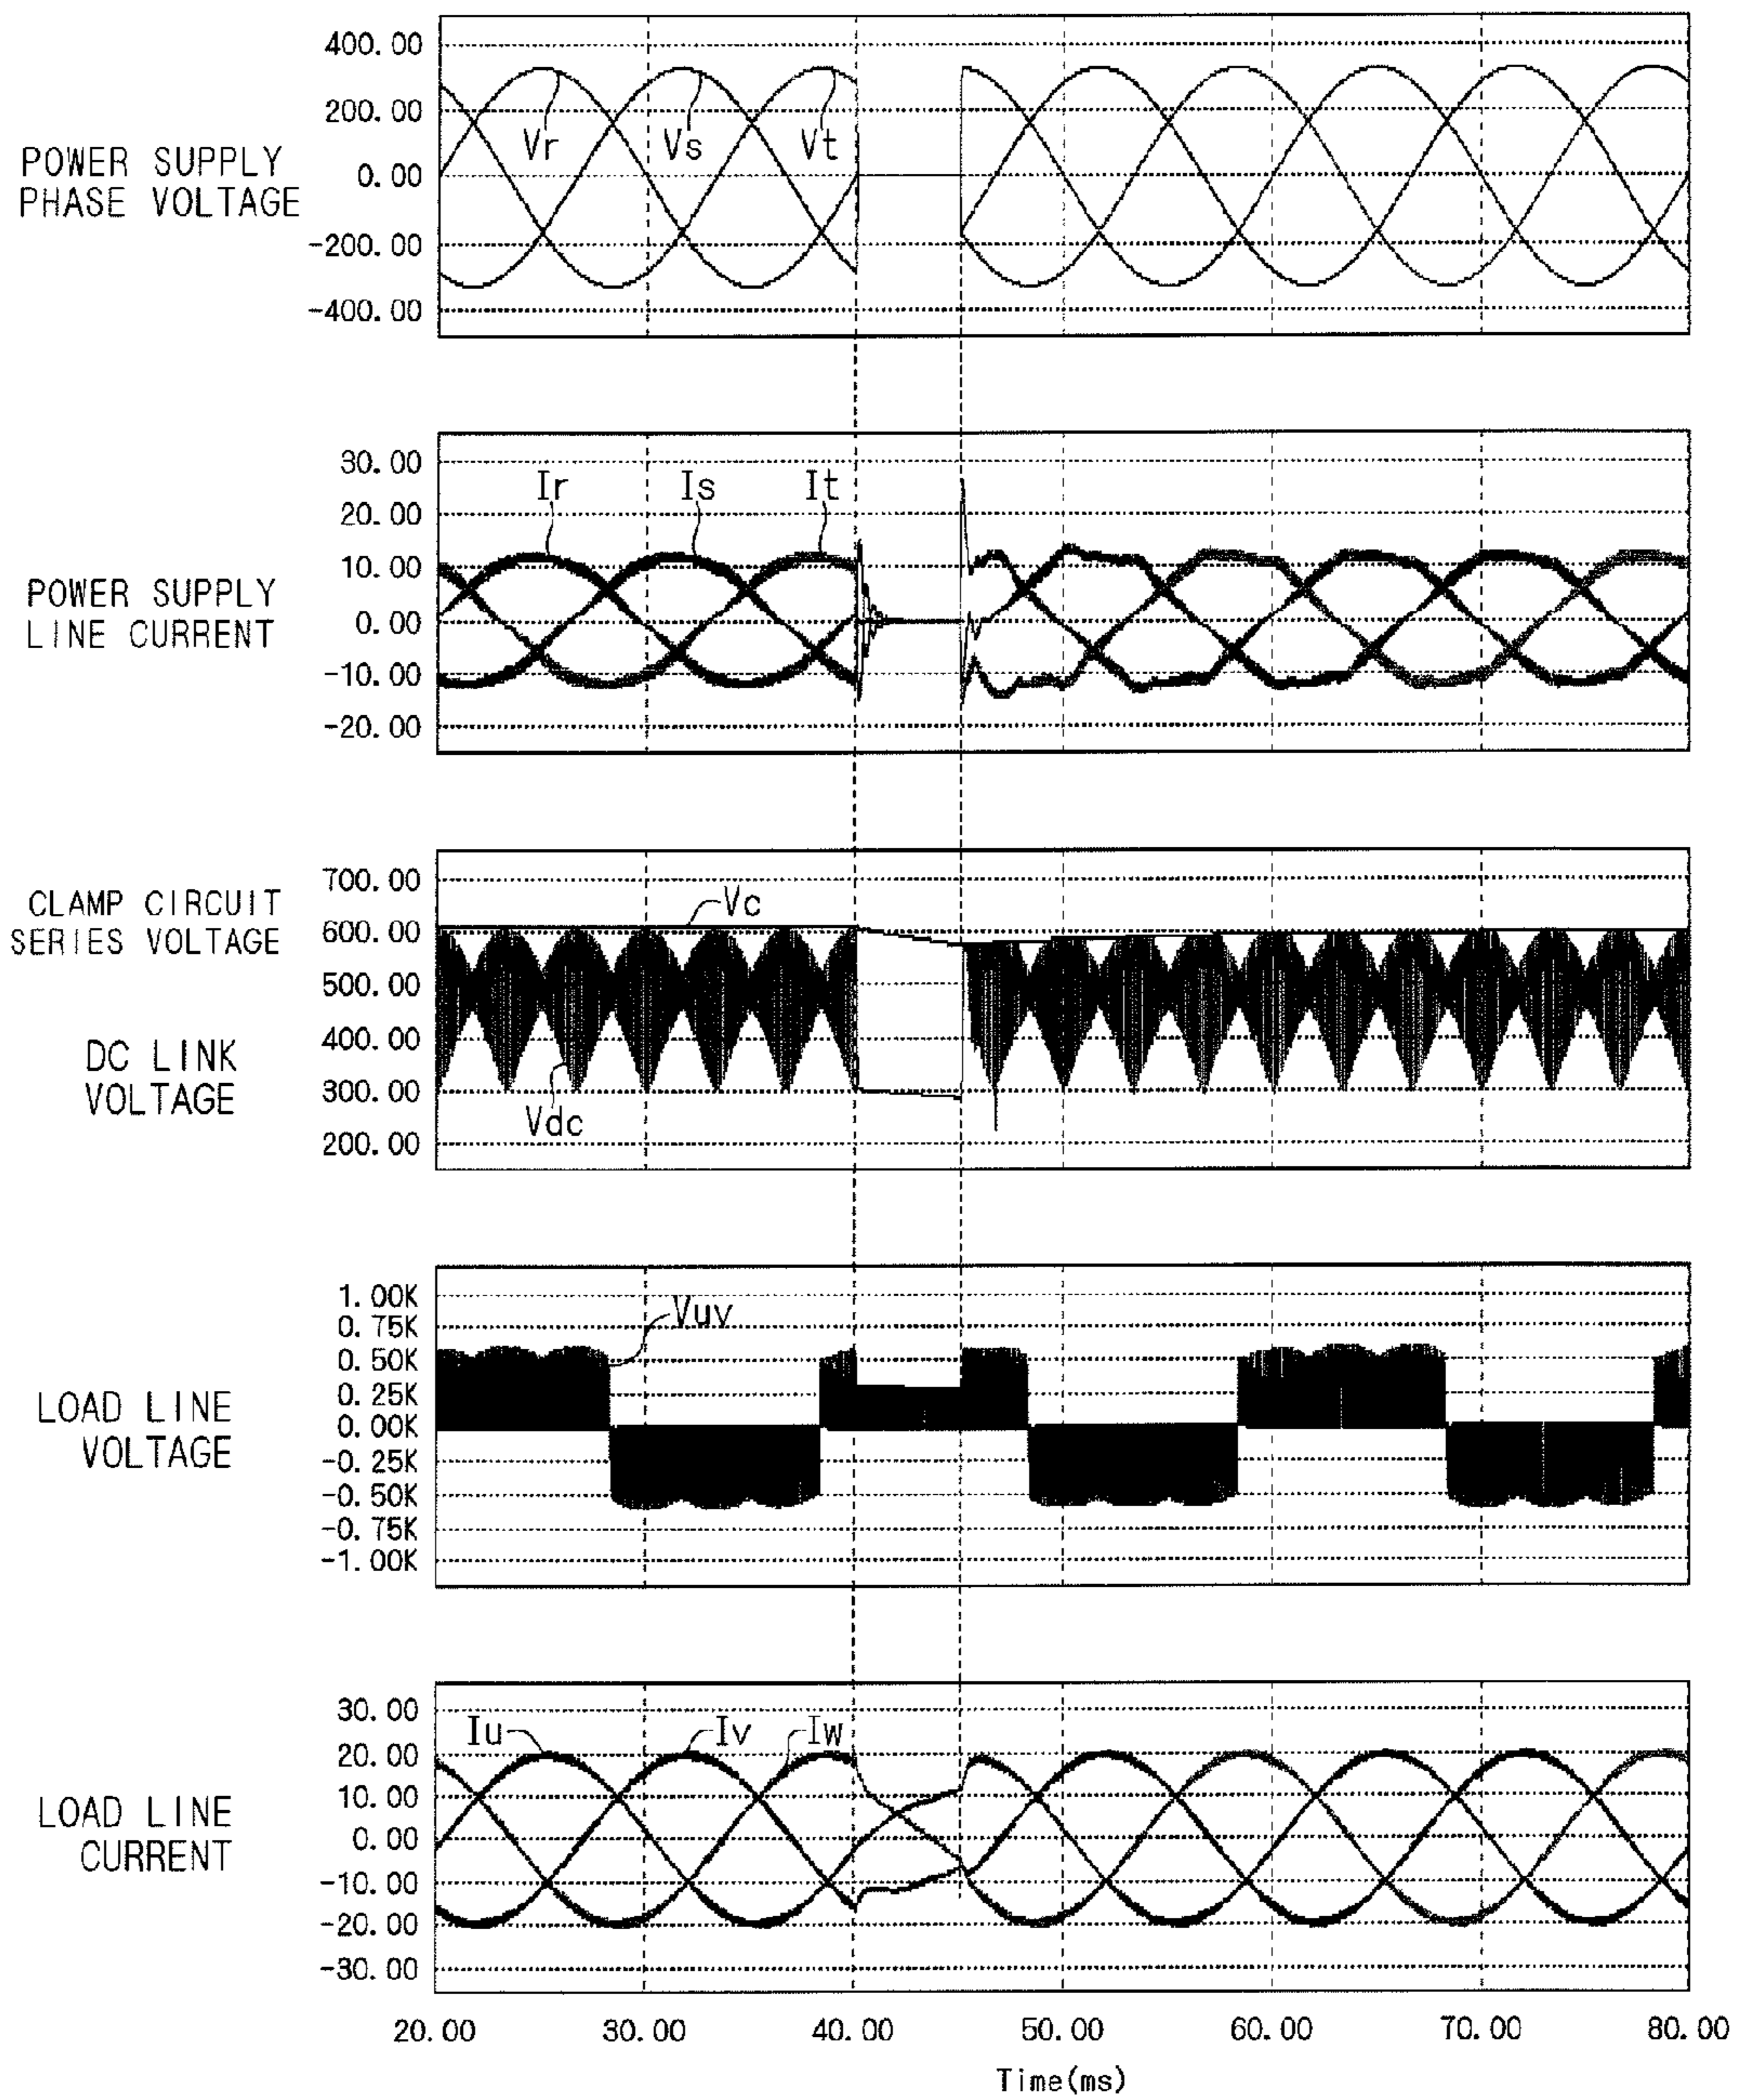 400.00
200.00
0.00
-200.00
-400.00
POWER SUPPLY
PHASE VOLTAGE
Vr
Vs
Vt
30.00
20.00
10.00
0.00
-10.00
-20.00
POWER SUPPLY
LINE CURRENT
Ir
Is
It
700.00
600.00
500.00
400.00
300.00
200.00
CLAMP CIRCUIT
SERIES VOLTAGE
DC LINK
VOLTAGE
Vc
Vdc
1.00K
0.75K
0.50K
0.25K
0.00K
-0.25K
-0.50K
-0.75K
-1.00K
LOAD LINE
VOLTAGE
Vuv
30.00
20.00
10.00
0.00
-10.00
-20.00
-30.00
LOAD LINE
CURRENT
Iu
Iv
Iw
20.00 30.00 40.00 50.00 60.00 70.00 80.00
Time(ms)